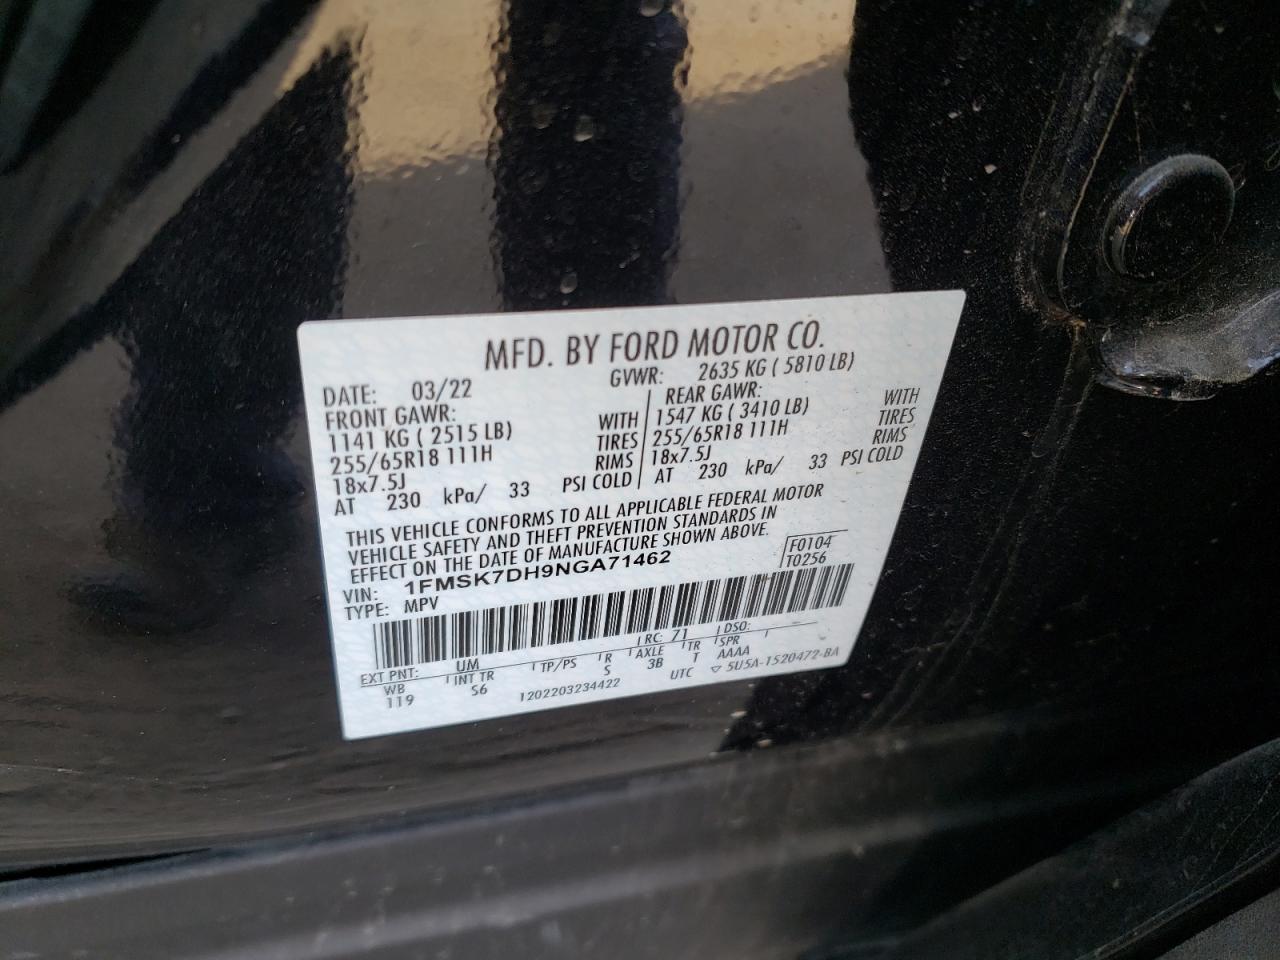 MFD. BY FORD MOTOR CO.
DATE: 03/22 GVWR: 2635 KG ( 5810 LB)
FRONT GAWR: REAR GAWR:
1141 KG ( 2515 LB) WITH 1547 KG ( 3410 LB) WITH
255/65R18 111H TIRES 255/65R18 111H TIRES
18x7.5J RIMS 18x7.5J RIMS
AT 230 kPa/ 33 PSI COLD AT 230 kPa/ 33 PSI COLD
THIS VEHICLE CONFORMS TO ALL APPLICABLE FEDERAL MOTOR
VEHICLE SAFETY AND THEFT PREVENTION STANDARDS IN
EFFECT ON THE DATE OF MANUFACTURE SHOWN ABOVE.
VIN: 1FMSK7DH9NGA71462 F0104
TYPE: MPV T0256
EXT PNT: UM RC: 71 DSO:
WB INT TR TP/PS R AXLE TR SPR
119 S6 S 3B T AAAA
1202203234422 UTC ▽ 5U5A-1520472-BA